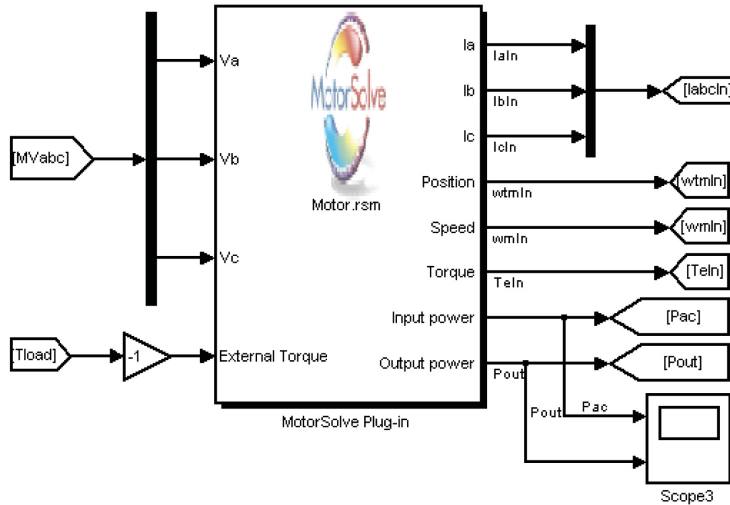 [MVabc]
Va
Vb
Vc
[Tload]
-1
External Torque
MotorSolve
Motor.rsm
Ia
IaIn
Ib
IbIn
Ic
IcIn
[IabcIn]
Position
wtmIn
[wtmIn]
Speed
wmIn
[wmIn]
Torque
TeIn
[TeIn]
Input power
[Pac]
Output power
Pout
[Pout]
Pout
Pac
MotorSolve Plug-in
Scope3